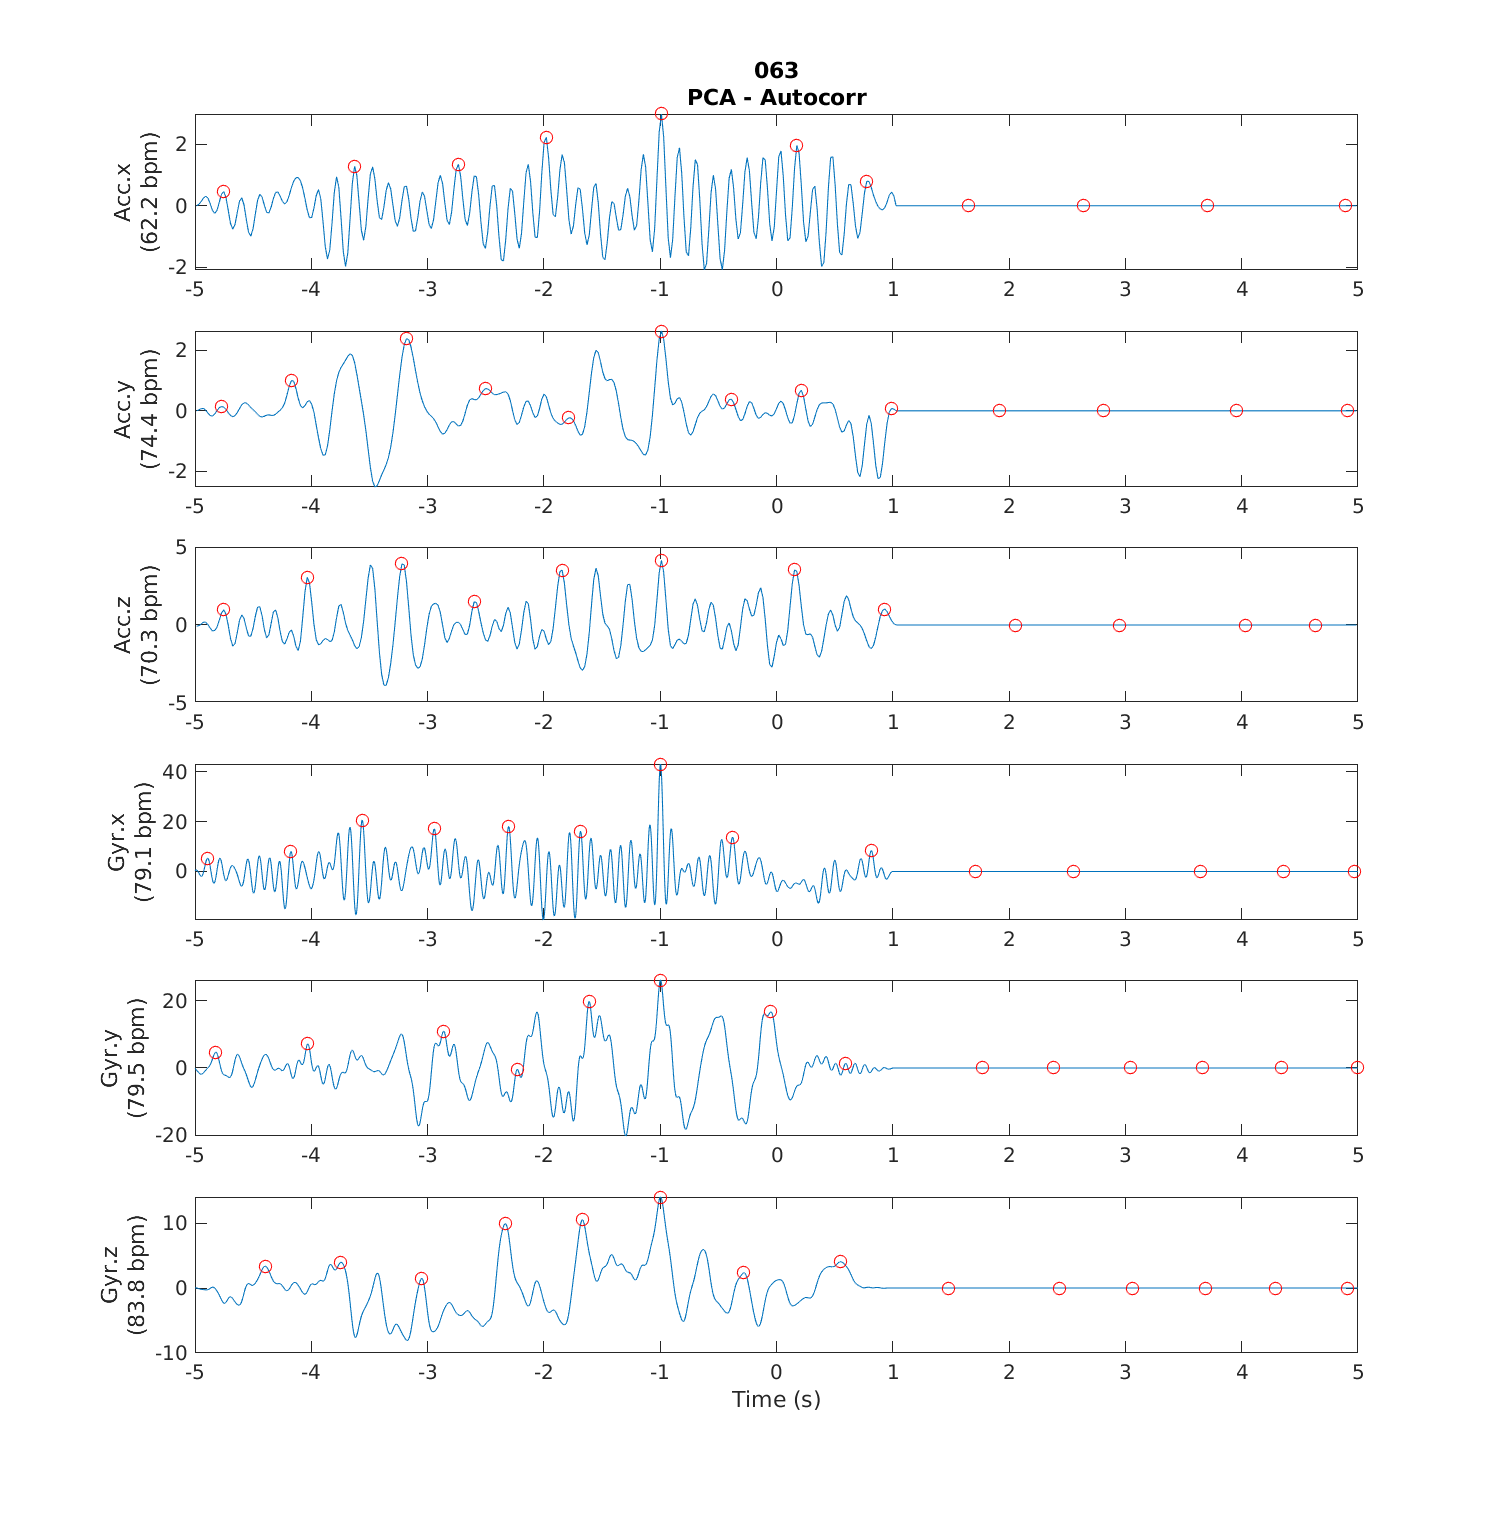 063
PCA - Autocorr
Acc.x
(62.2 bpm)
2
0
-2
-5 -4 -3 -2 -1 0 1 2 3 4 5
Acc.y
(74.4 bpm)
2
0
-2
-5 -4 -3 -2 -1 0 1 2 3 4 5
Acc.z
(70.3 bpm)
5
0
-5
-5 -4 -3 -2 -1 0 1 2 3 4 5
Gyr.x
(79.1 bpm)
40
20
0
-5 -4 -3 -2 -1 0 1 2 3 4 5
Gyr.y
(79.5 bpm)
20
0
-20
-5 -4 -3 -2 -1 0 1 2 3 4 5
Gyr.z
(83.8 bpm)
10
0
-10
-5 -4 -3 -2 -1 0 1 2 3 4 5
Time (s)